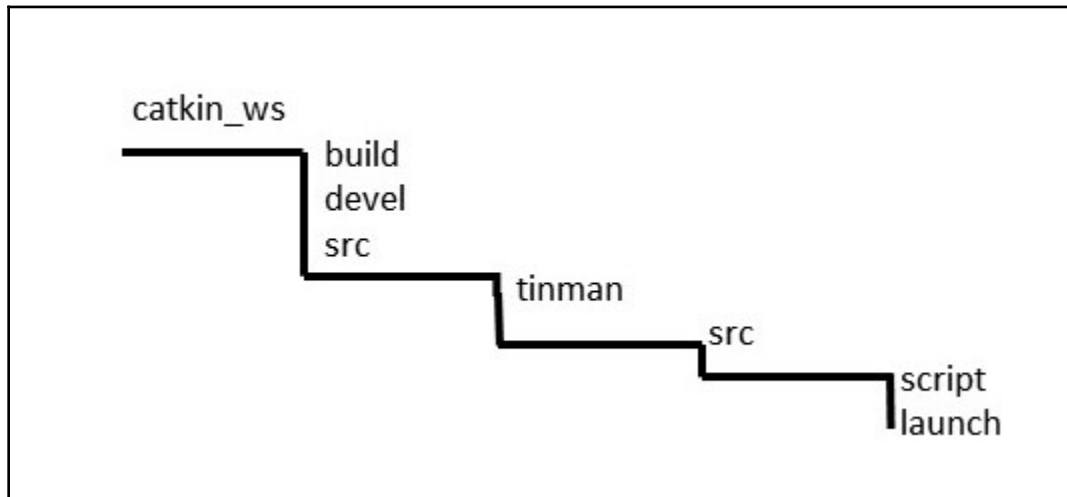 catkin_ws
build
devel
src
tinman
src
script
launch